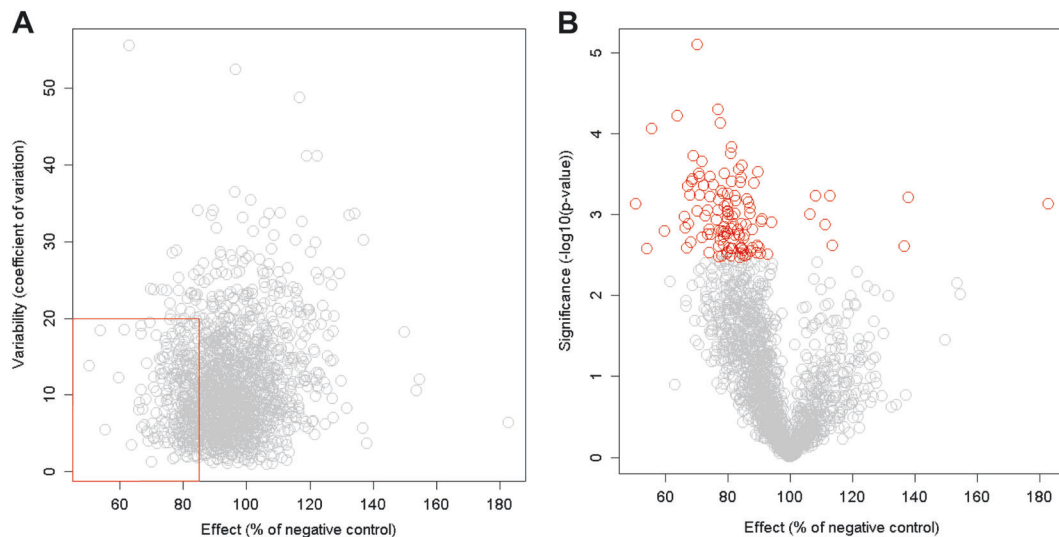 A
Variability (coefficient of variation)
50
40
30
20
10
0
60 80 100 120 140 160 180
Effect (% of negative control)
B
Significance (-log10(p-value))
5
4
3
2
1
0
60 80 100 120 140 160 180
Effect (% of negative control)